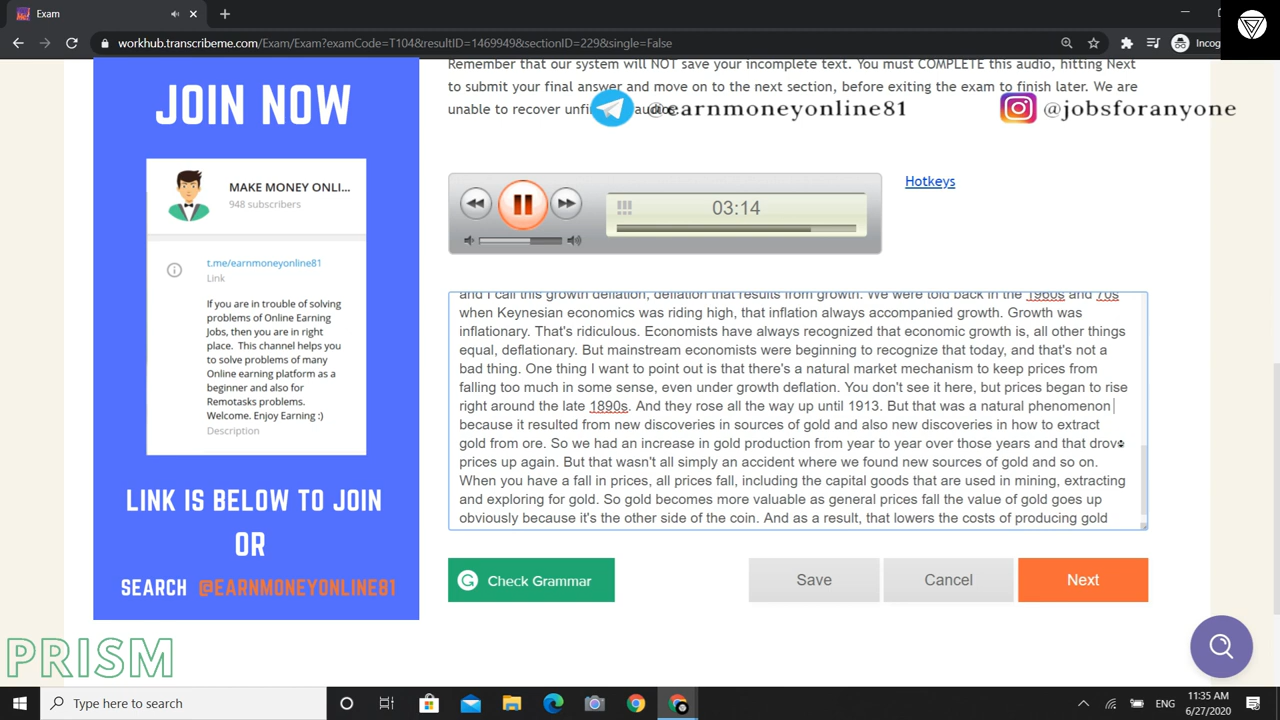 Exam
workhub.transcribeme.com/Exam/Exam?examCode=T104&resultID=1469949&sectionID=229&single=False
Incog
JOIN NOW
MAKE MONEY ONLI...
948 subscribers
t.me/earnmoneyonline81
Link
If you are in trouble of solving
problems of Online Earning
Jobs, then you are in right
place. This channel helps you
to solve problems of many
Online earning platform as a
beginner and also for
Remotasks problems.
Welcome. Enjoy Earning :)
Description
LINK IS BELOW TO JOIN
OR
SEARCH @EARNMONEYONLINE81
PRISM
Remember that our system will NOT save your incomplete text. You must COMPLETE this audio, hitting Next
to submit your final answer and move on to the next section, before exiting the exam to finish later. We are
unable to recover unfi
@earnmoneyonline81
@jobsforanyone
03:14
Hotkeys
and I call this growth deflation, deflation that results from growth. We were told back in the 1960s and 70s
when Keynesian economics was riding high, that inflation always accompanied growth. Growth was
inflationary. That's ridiculous. Economists have always recognized that economic growth is, all other things
equal, deflationary. But mainstream economists were beginning to recognize that today, and that's not a
bad thing. One thing I want to point out is that there's a natural market mechanism to keep prices from
falling too much in some sense, even under growth deflation. You don't see it here, but prices began to rise
right around the late 1890s. And they rose all the way up until 1913. But that was a natural phenomenon
because it resulted from new discoveries in sources of gold and also new discoveries in how to extract
gold from ore. So we had an increase in gold production from year to year over those years and that drove
prices up again. But that wasn't all simply an accident where we found new sources of gold and so on.
When you have a fall in prices, all prices fall, including the capital goods that are used in mining, extracting
and exploring for gold. So gold becomes more valuable as general prices fall the value of gold goes up
obviously because it's the other side of the coin. And as a result, that lowers the costs of producing gold
Check Grammar
Save
Cancel
Next
Type here to search
ENG
11:35 AM
6/27/2020